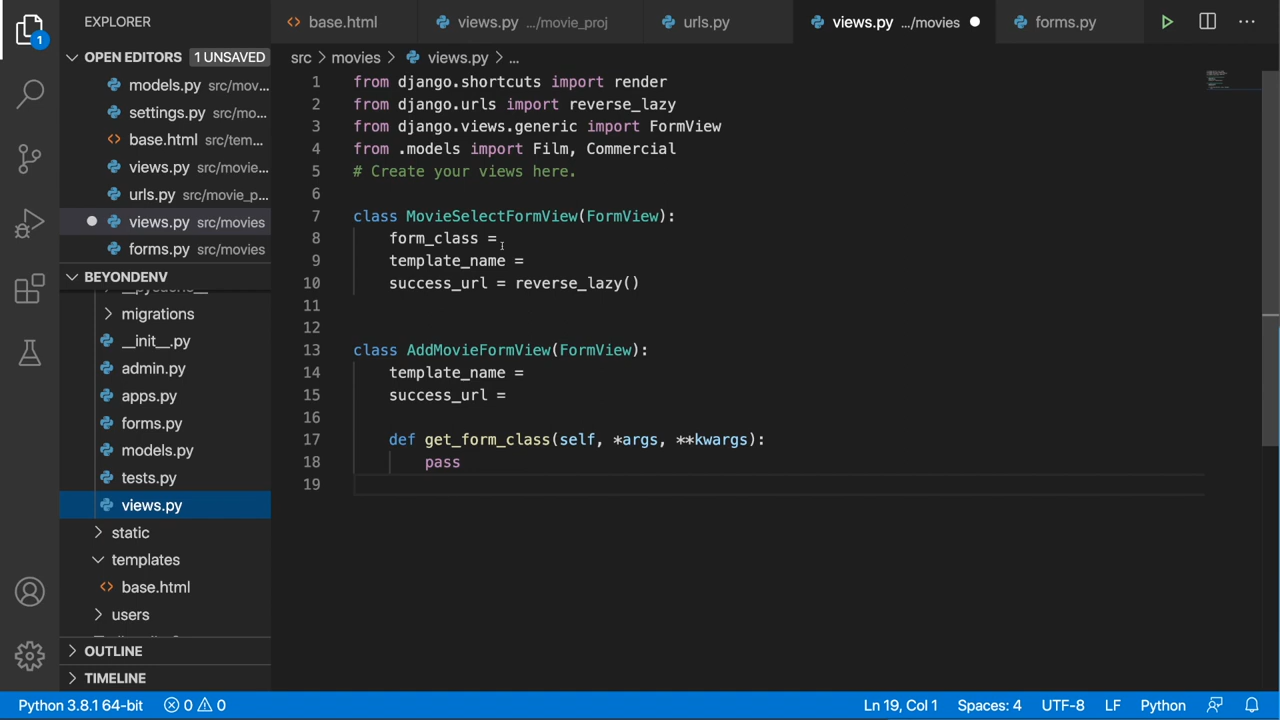 EXPLORER
base.html
views.py .../movie_proj
urls.py
views.py .../movies
forms.py
1
OPEN EDITORS 1 UNSAVED
models.py src/mov...
settings.py src/mo...
base.html src/tem...
views.py src/movie...
urls.py src/movie_p...
views.py src/movies
forms.py src/movies
BEYONDENV
migrations
__init__.py
admin.py
apps.py
forms.py
models.py
tests.py
views.py
static
templates
base.html
users
OUTLINE
TIMELINE
src > movies > views.py > ...
1 from django.shortcuts import render
2 from django.urls import reverse_lazy
3 from django.views.generic import FormView
4 from .models import Film, Commercial
5 # Create your views here.
6
7 class MovieSelectFormView(FormView):
8 form_class =
9 template_name =
10 success_url = reverse_lazy()
11
12
13 class AddMovieFormView(FormView):
14 template_name =
15 success_url =
16
17 def get_form_class(self, *args, **kwargs):
18 pass
19
Python 3.8.1 64-bit 0 0 Ln 19, Col 1 Spaces: 4 UTF-8 LF Python